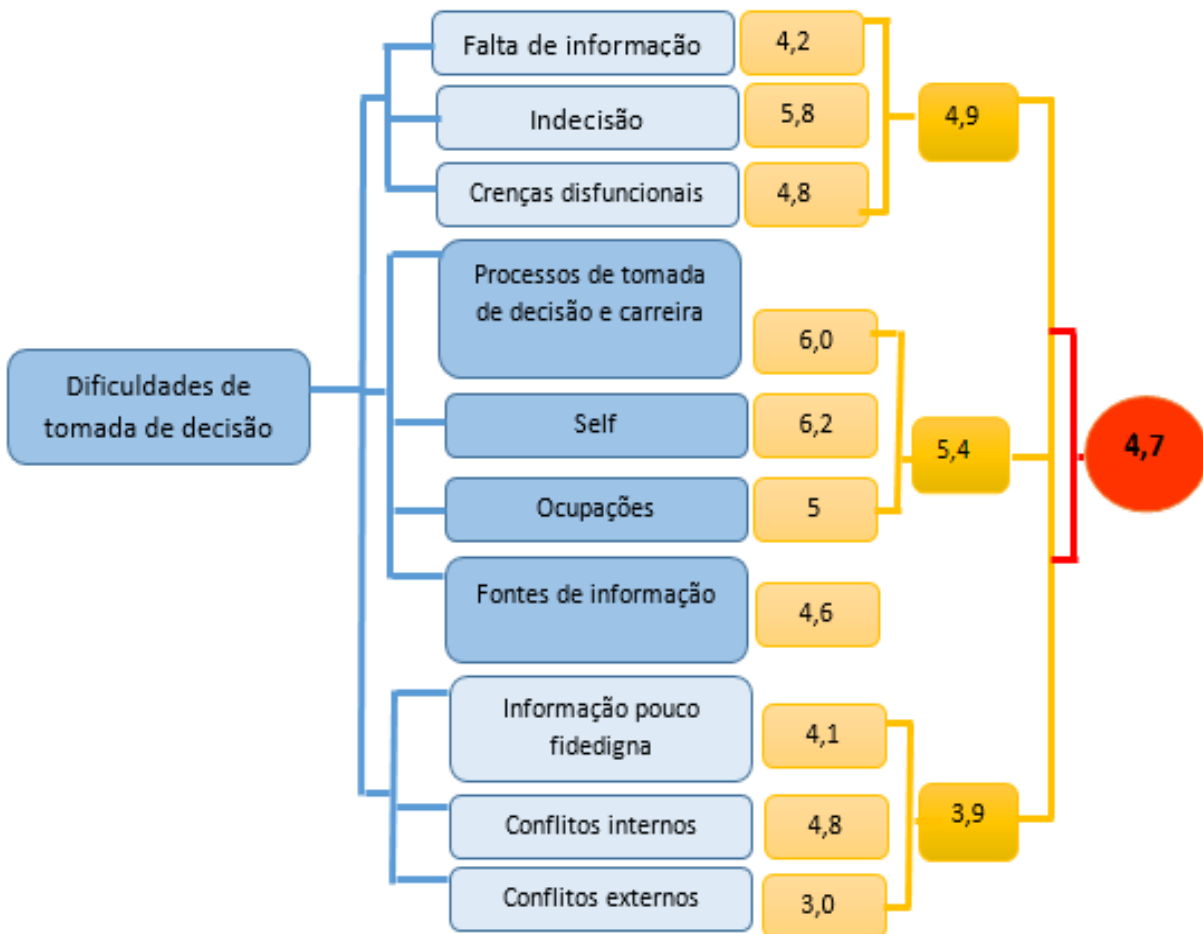 Falta de informação
4,2
Indecisão
5,8
4,9
Crenças disfuncionais
4,8
Processos de tomada
de decisão e carreira
6,0
Dificuldades de
tomada de decisão
Self
6,2
5,4
4,7
Ocupações
5
Fontes de informação
4,6
Informação pouco
fidedigna
4,1
Conflitos internos
4,8
3,9
Conflitos externos
3,0